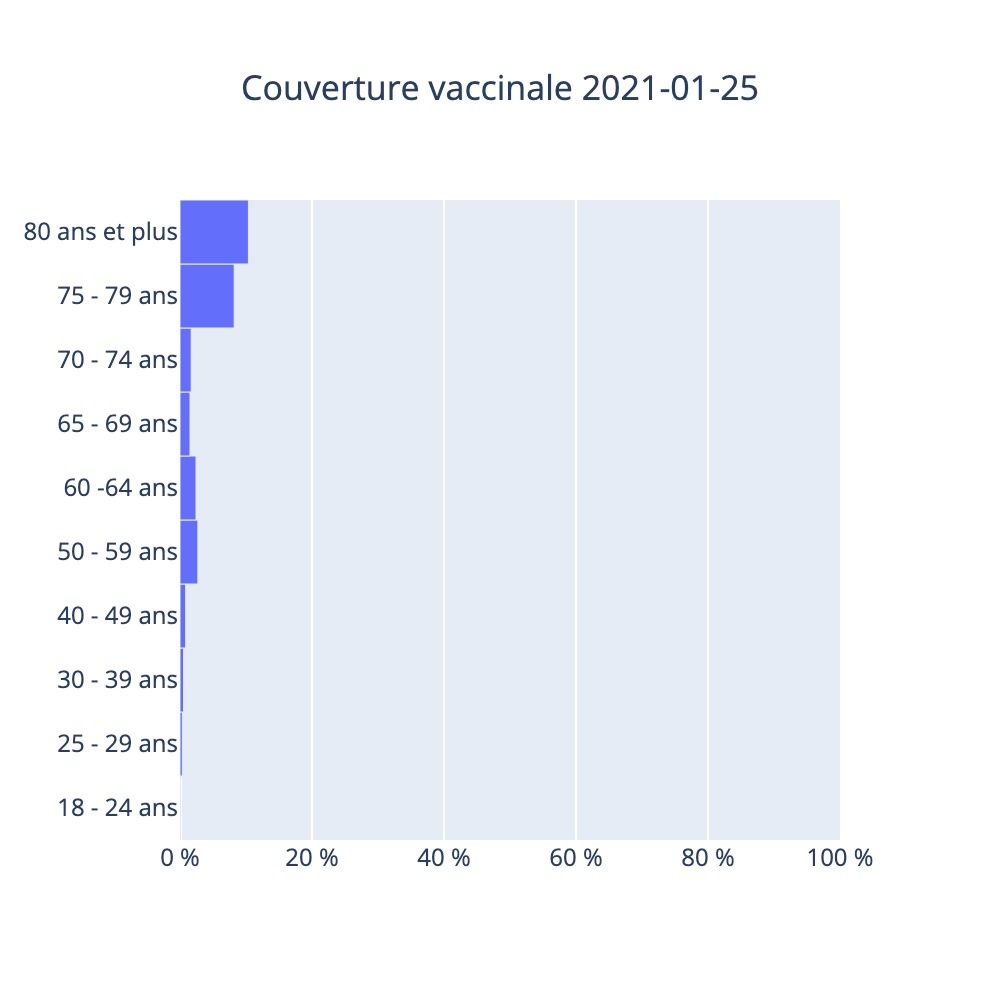 Couverture vaccinale 2021-01-25
80 ans et plus
75 - 79 ans
70 - 74 ans
65 - 69 ans
60 -64 ans
50 - 59 ans
40 - 49 ans
30 - 39 ans
25 - 29 ans
18 - 24 ans
0 % 20 % 40 % 60 % 80 % 100 %